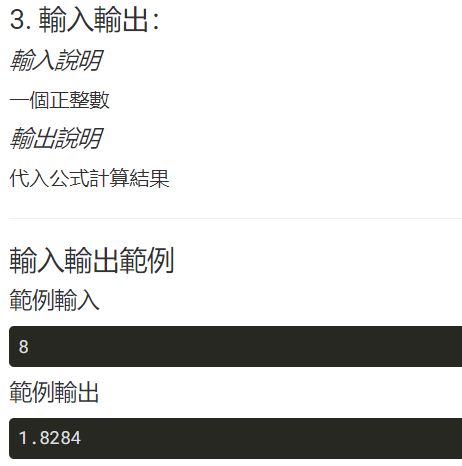 3. 輸入輸出：
輸入說明
一個正整數
輸出說明
代入公式計算結果
輸入輸出範例
範例輸入
8
範例輸出
1.8284